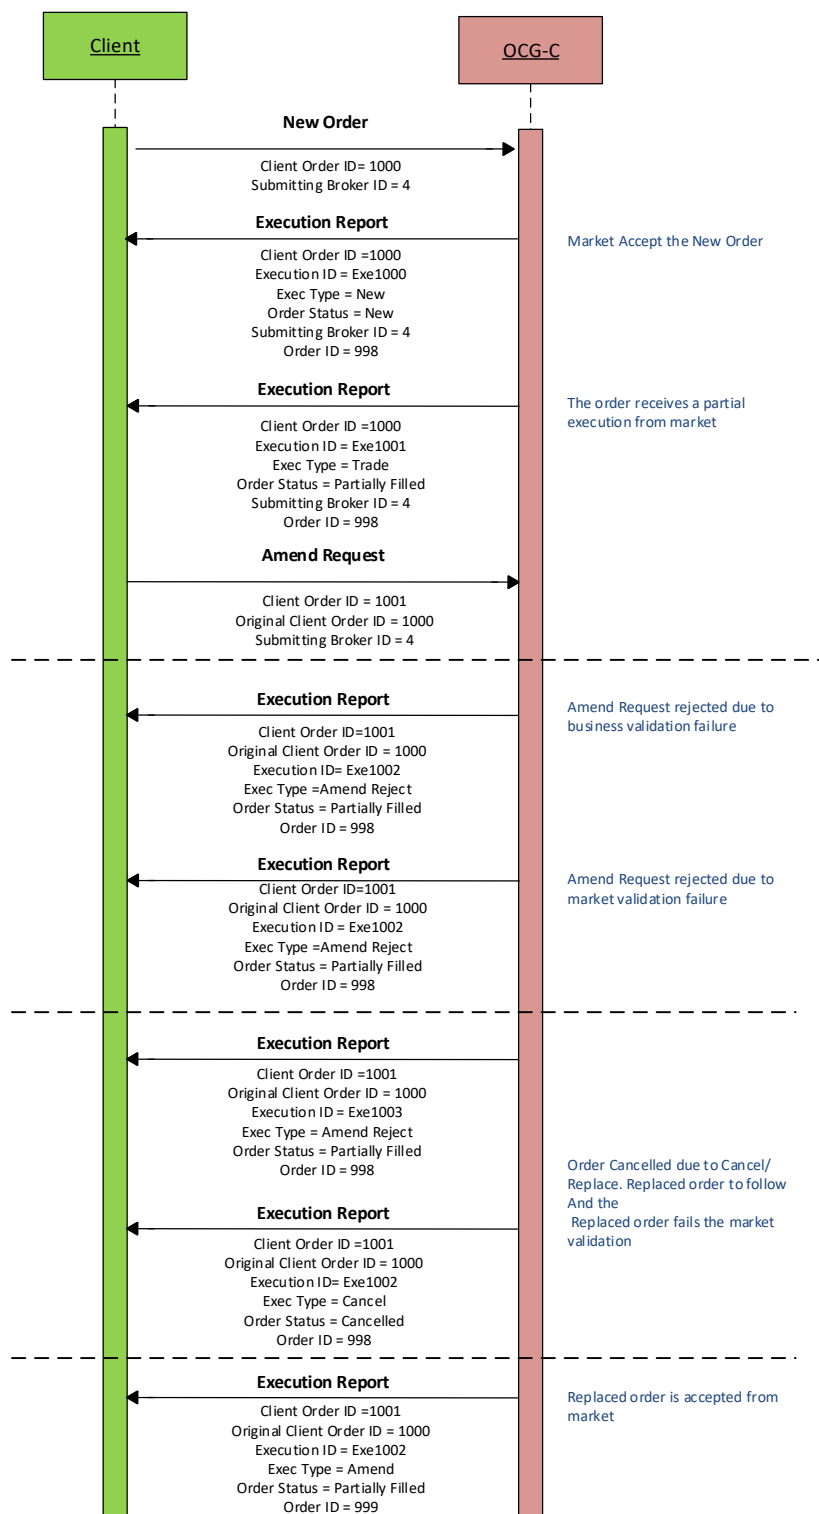 Client
OCG-C
New Order
Client Order ID= 1000
Submitting Broker ID = 4
Execution Report
Market Accept the New Order
Client Order ID =1000
Execution ID = Exe1000
Exec Type = New
Order Status = New
Submitting Broker ID = 4
Order ID = 998
Execution Report
The order receives a partial
execution from market
Client Order ID =1000
Execution ID = Exe1001
Exec Type = Trade
Order Status = Partially Filled
Submitting Broker ID = 4
Order ID = 998
Amend Request
Client Order ID = 1001
Original Client Order ID = 1000
Submitting Broker ID = 4
Execution Report
Amend Request rejected due to
business validation failure
Client Order ID=1001
Original Client Order ID = 1000
Execution ID= Exe1002
Exec Type =Amend Reject
Order Status = Partially Filled
Order ID = 998
Execution Report
Amend Request rejected due to
market validation failure
Client Order ID=1001
Original Client Order ID = 1000
Execution ID = Exe1002
Exec Type =Amend Reject
Order Status = Partially Filled
Order ID = 998
Execution Report
Client Order ID =1001
Original Client Order ID = 1000
Execution ID = Exe1003
Exec Type = Amend Reject
Order Status = Partially Filled
Order ID = 998
Order Cancelled due to Cancel/
Replace. Replaced order to follow
And the
Replaced order fails the market
validation
Execution Report
Client Order ID =1001
Original Client Order ID = 1000
Execution ID= Exe1002
Exec Type = Cancel
Order Status = Cancelled
Order ID = 998
Execution Report
Replaced order is accepted from
market
Client Order ID =1001
Original Client Order ID = 1000
Execution ID = Exe1002
Exec Type = Amend
Order Status = Partially Filled
Order ID = 999